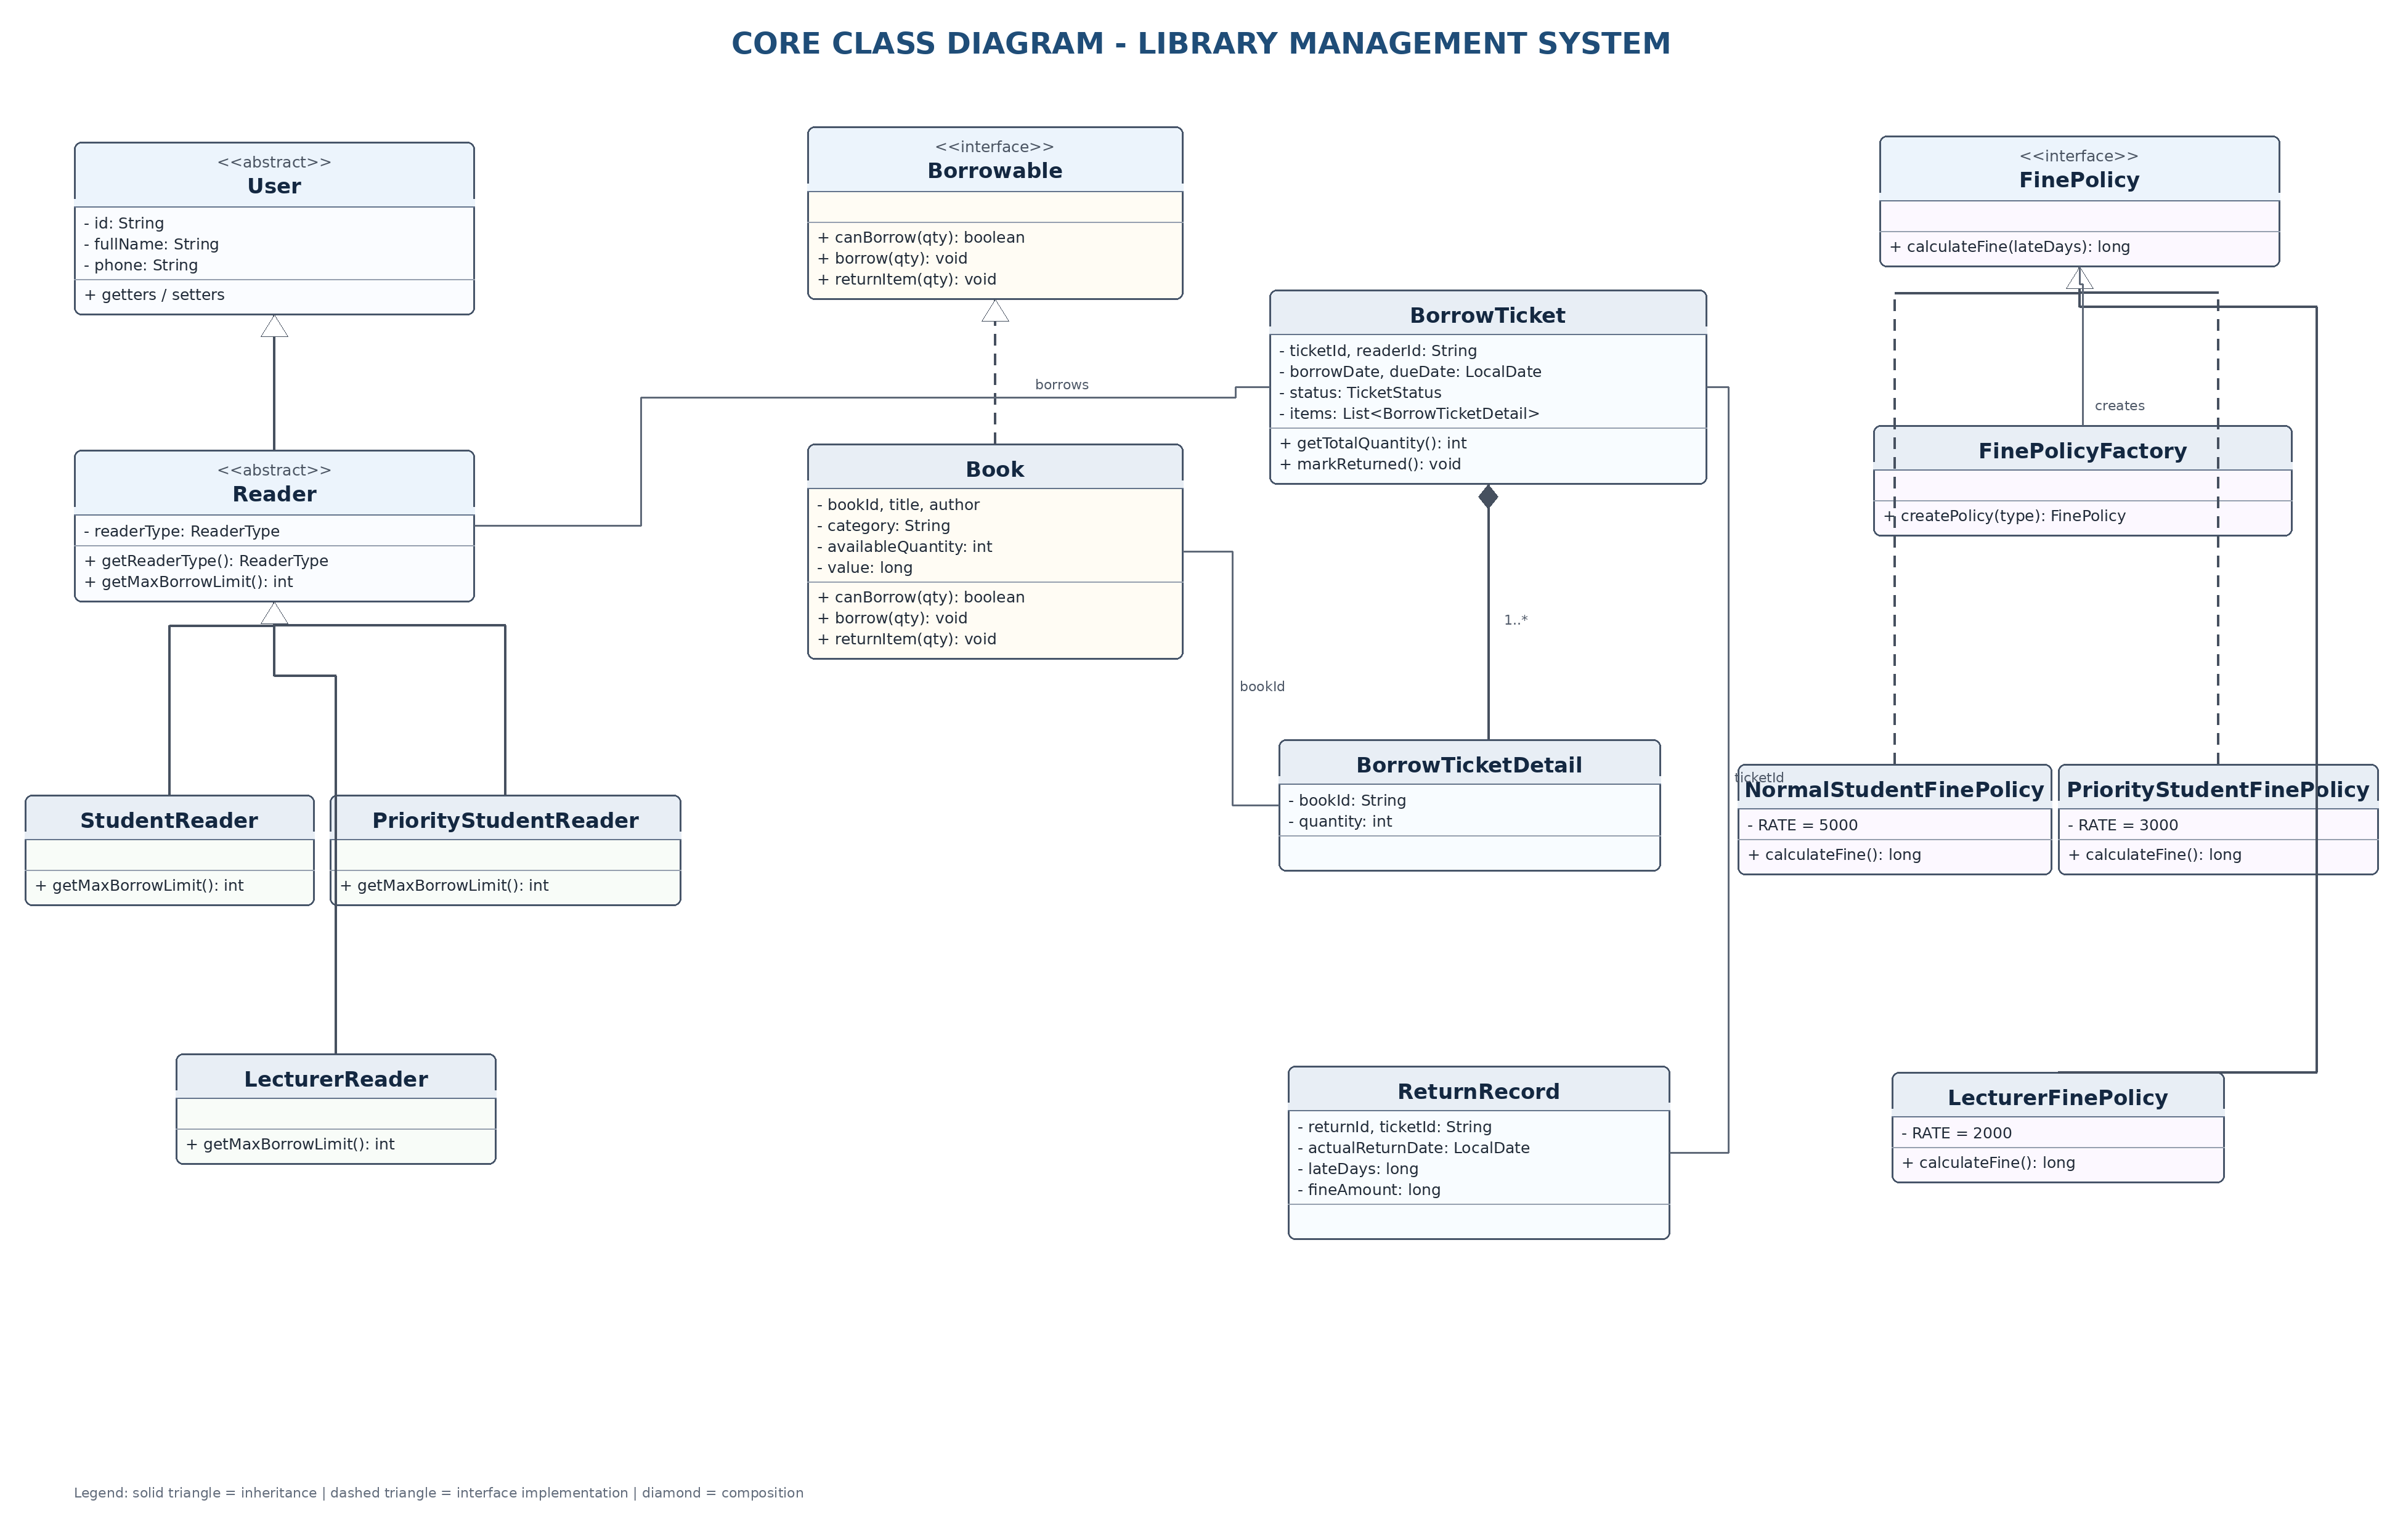 CORE CLASS DIAGRAM - LIBRARY MANAGEMENT SYSTEM
<<abstract>>
User
- id: String
- fullName: String
- phone: String
+ getters / setters
<<interface>>
Borrowable
+ canBorrow(qty): boolean
+ borrow(qty): void
+ returnItem(qty): void
<<interface>>
FinePolicy
+ calculateFine(lateDays): long
BorrowTicket
- ticketId, readerId: String
- borrowDate, dueDate: LocalDate
- status: TicketStatus
- items: List<BorrowTicketDetail>
+ getTotalQuantity(): int
+ markReturned(): void
borrows
creates
<<abstract>>
Reader
- readerType: ReaderType
+ getReaderType(): ReaderType
+ getMaxBorrowLimit(): int
Book
- bookId, title, author
- category: String
- availableQuantity: int
- value: long
+ canBorrow(qty): boolean
+ borrow(qty): void
+ returnItem(qty): void
FinePolicyFactory
+ createPolicy(type): FinePolicy
1..*
bookId
StudentReader
+ getMaxBorrowLimit(): int
PriorityStudentReader
+ getMaxBorrowLimit(): int
BorrowTicketDetail
- bookId: String
- quantity: int
ticketId
NormalStudentFinePolicy
- RATE = 5000
+ calculateFine(): long
PriorityStudentFinePolicy
- RATE = 3000
+ calculateFine(): long
LecturerReader
+ getMaxBorrowLimit(): int
ReturnRecord
- returnId, ticketId: String
- actualReturnDate: LocalDate
- lateDays: long
- fineAmount: long
LecturerFinePolicy
- RATE = 2000
+ calculateFine(): long
Legend: solid triangle = inheritance | dashed triangle = interface implementation | diamond = composition